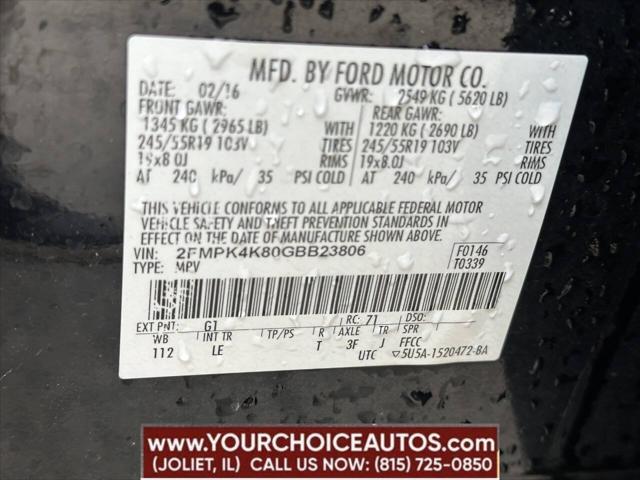 MFD. BY FORD MOTOR CO.
DATE: 02/16 GVWR: 2549 KG ( 5620 LB)
FRONT GAWR: REAR GAWR:
1345 KG ( 2965 LB) WITH 1220 KG ( 2690 LB) WITH
245/55R19 103V TIRES 245/55R19 103V TIRES
19x8.0J RIMS 19x8.0J RIMS
AT 240 kPa/ 35 PSI COLD AT 240 kPa/ 35 PSI COLD
THIS VEHICLE CONFORMS TO ALL APPLICABLE FEDERAL MOTOR
VEHICLE SAFETY AND THEFT PREVENTION STANDARDS IN
EFFECT ON THE DATE OF MANUFACTURE SHOWN ABOVE.
VIN: 2FMPK4K80GBB23806 F0146
TYPE: MPV T0339
EXT PNT: G1 RC: 71 DSO:
WB INT TR TP/PS R AXLE TR FFCC
112 LE T 3F J UTC ▽5U5A-1520472-BA
WWW.YOURCHOICEAUTOS.COM
(JOLIET, IL) CALL US NOW: (815) 725-0850